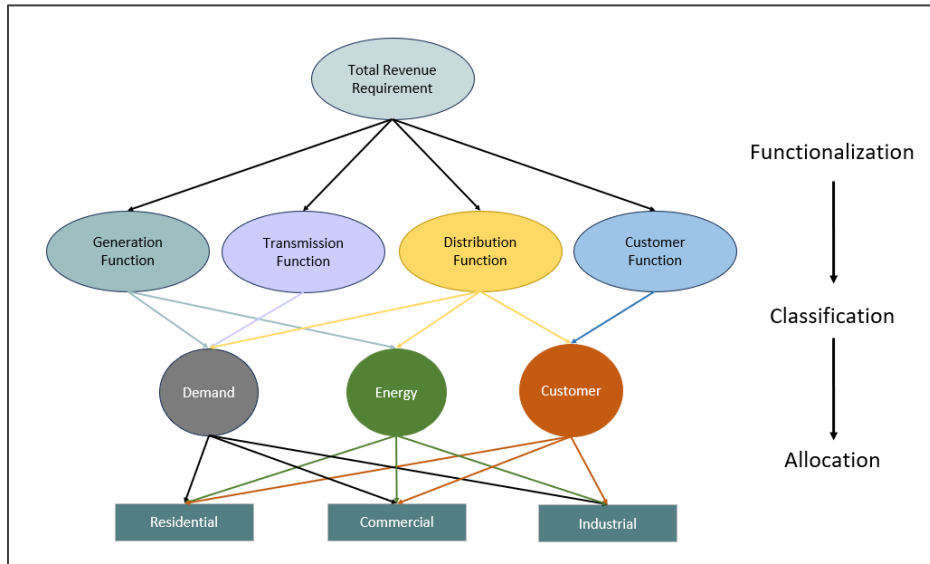 Total Revenue
Requirement
Functionalization
Generation
Function
Transmission
Function
Distribution
Function
Customer
Function
Classification
Demand
Energy
Customer
Allocation
Residential
Commercial
Industrial